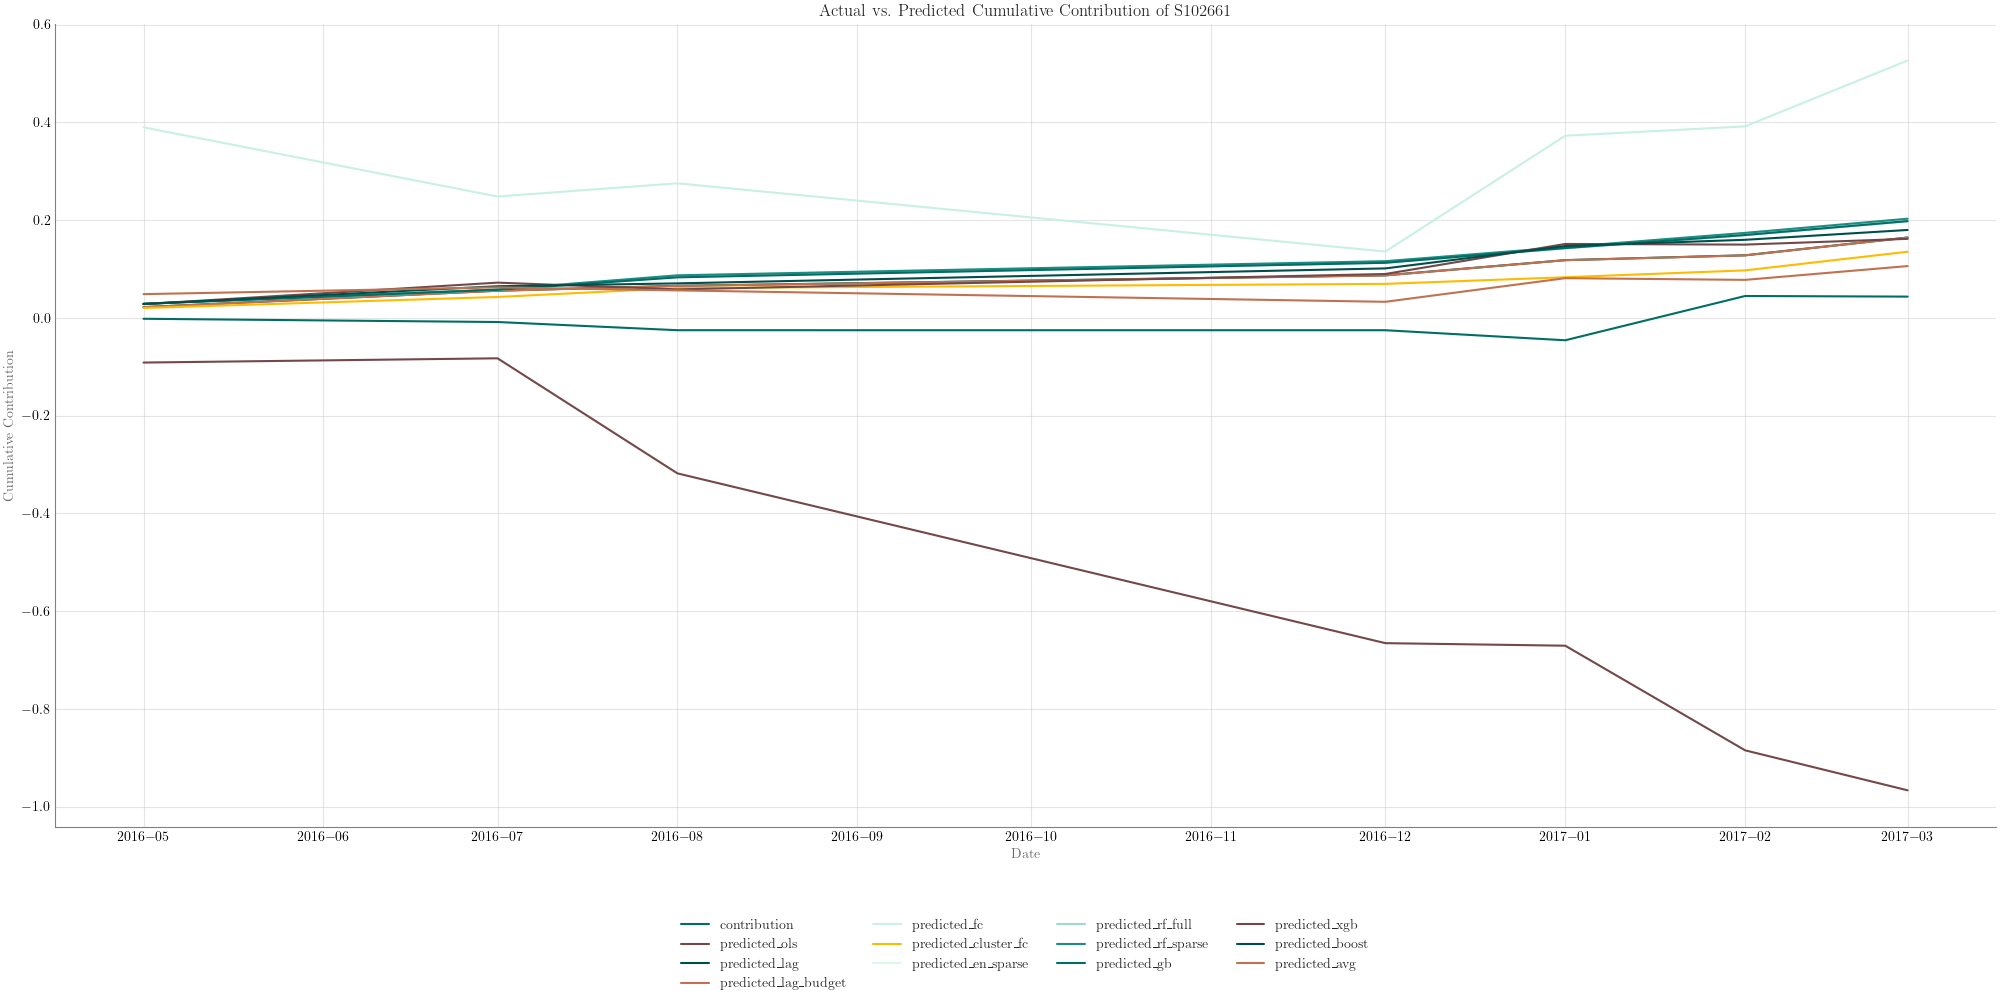 Actual vs. Predicted Cumulative Contribution of S102661
0.6
0.4
0.2
0.0
−0.2
−0.4
−0.6
−0.8
−1.0
Cumulative Contribution
2016−05 2016−06 2016−07 2016−08 2016−09 2016−10 2016−11 2016−12 2017−01 2017−02 2017−03
Date
contribution predicted_fc predicted_rf_full predicted_xgb
predicted_ols predicted_cluster_fc predicted_rf_sparse predicted_boost
predicted_lag predicted_en_sparse predicted_gb predicted_avg
predicted_lag_budget